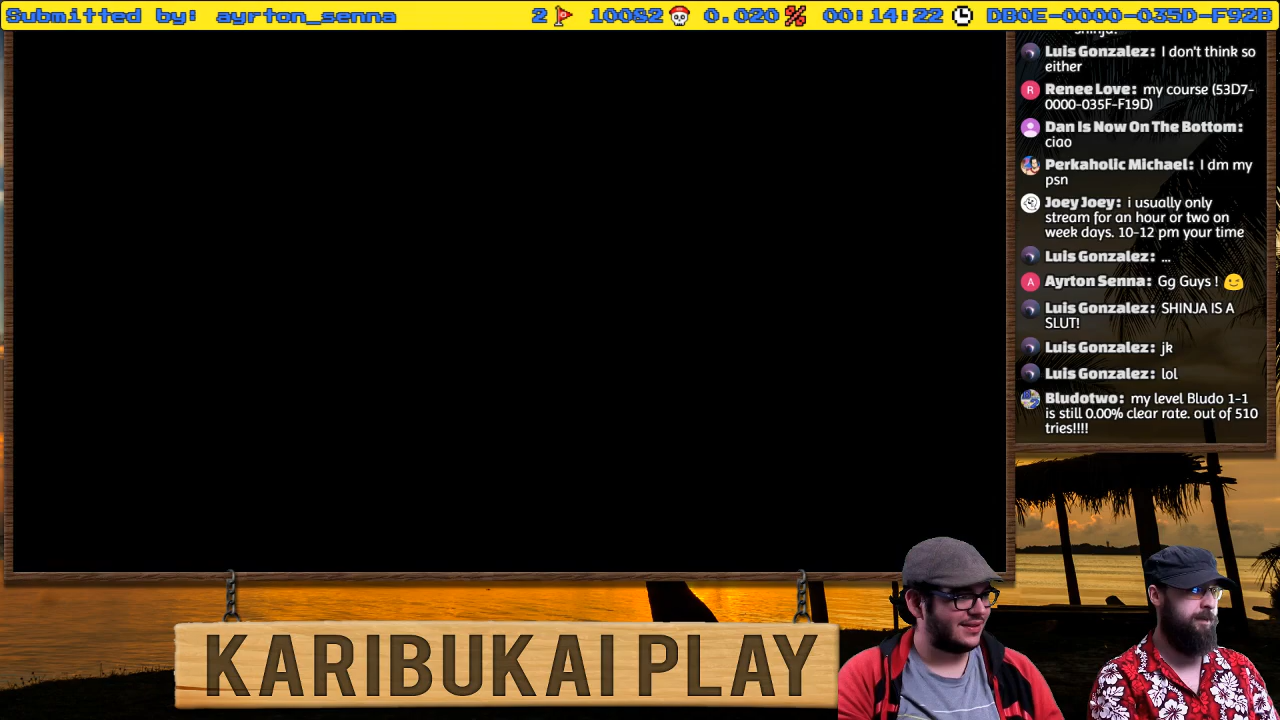 Submitted by: ayrton_senna 2 10082 0.020 00:14:22 DB0E-0000-035D-F92B
shinja!
Luis Gonzalez: I don't think so
either
Renee Love: my course (53D7-
0000-035F-F19D)
Dan Is Now On The Bottom:
ciao
Perkaholic Michael: I dm my
psn
Joey Joey: i usually only
stream for an hour or two on
week days. 10-12 pm your time
Luis Gonzalez: ...
A Ayrton Senna: Gg Guys !
Luis Gonzalez: SHINJA IS A
SLUT!
Luis Gonzalez: jk
Luis Gonzalez: lol
Bludotwo: my level Bludo 1-1
is still 0.00% clear rate. out of 510
tries!!!!
KARIBUKAI PLAY